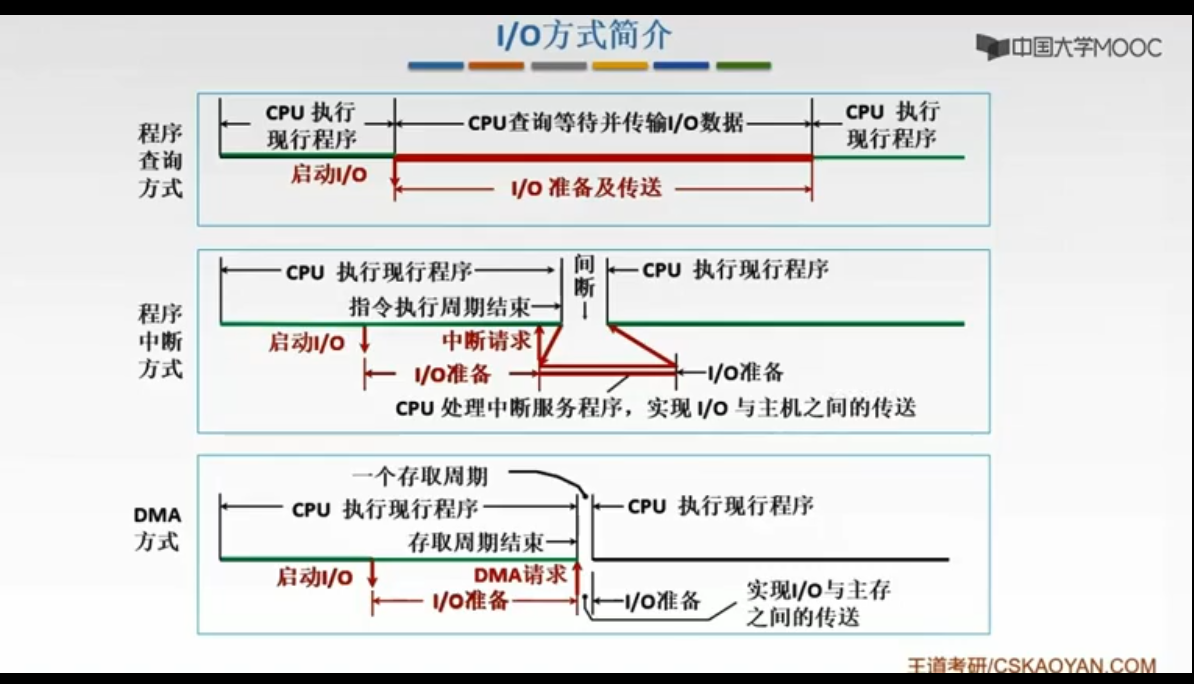 I/O方式简介
中国大学MOOC
程序
查询
方式
CPU 执行
现行程序
CPU查询等待并传输I/O数据
CPU 执行
现行程序
启动I/O
I/O 准备及传送
程序
中断
方式
CPU 执行现行程序
间
断
CPU 执行现行程序
指令执行周期结束
启动I/O
中断请求
I/O准备
I/O准备
CPU 处理中断服务程序，实现 I/O 与主机之间的传送
DMA
方式
一个存取周期
CPU 执行现行程序
CPU 执行现行程序
存取周期结束
启动I/O
DMA请求
I/O准备
I/O准备
实现I/O与主存
之间的传送
王道考研/CSKAOYAN.COM